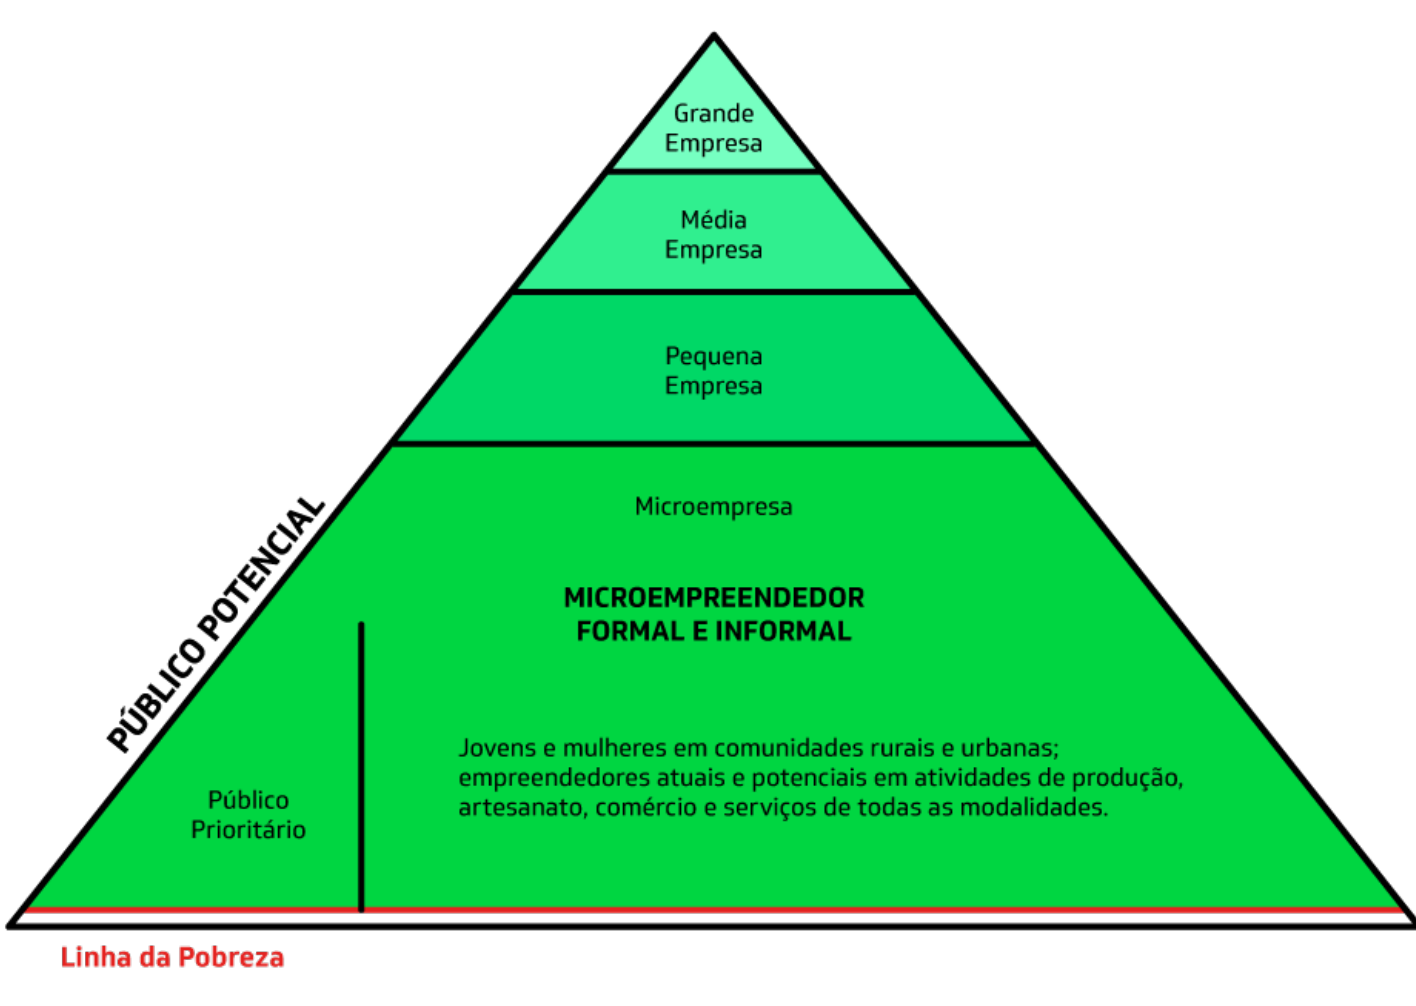 Grande
Empresa
Média
Empresa
Pequena
Empresa
Microempresa
MICROEMPREENDEDOR
FORMAL E INFORMAL
PÚBLICO POTENCIAL
Jovens e mulheres em comunidades rurais e urbanas;
empreendedores atuais e potenciais em atividades de produção,
artesanato, comércio e serviços de todas as modalidades.
Público
Prioritário
Linha da Pobreza